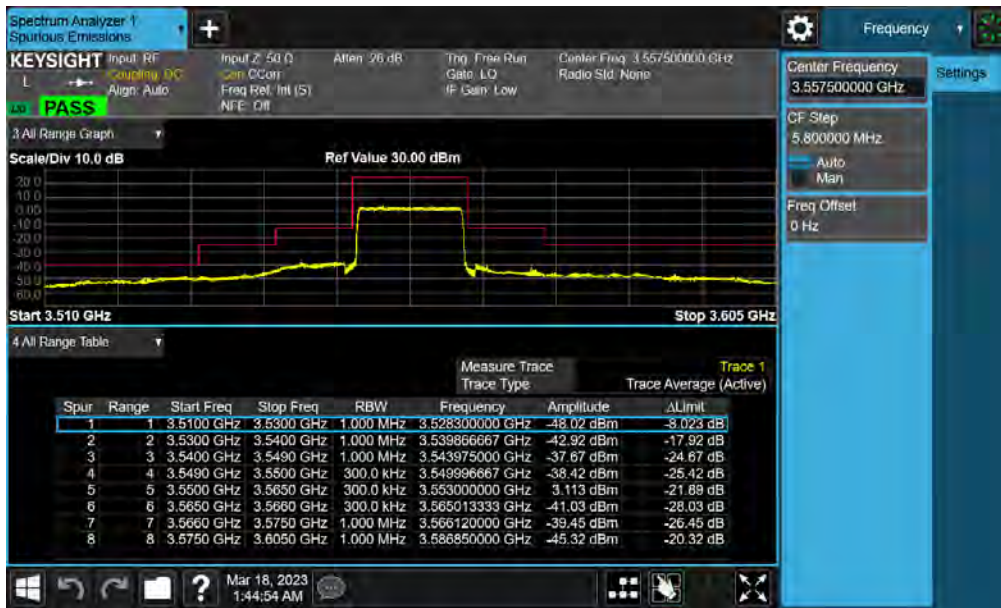 Spectrum Analyzer 1
Spurious Emissions
+
Frequency
KEYSIGHT
L
PASS
Input: RF
Coupling: DC
Align: Auto
Input Z: 50 Ω
Corr CCorr
Freq Ref: Int (S)
NFE: Off
Atten: 26 dB
Trig: Free Run
Gate: LO
IF Gain: Low
Center Freq: 3.557500000 GHz
Radio Std: None
Center Frequency
3.557500000 GHz
Settings
CF Step
5.800000 MHz
Auto
Man
Freq Offset
0 Hz
3 All Range Graph
Scale/Div 10.0 dB
Ref Value 30.00 dBm
20.0
10.0
0.00
-10.0
-20.0
-30.0
-40.0
-50.0
-60.0
Start 3.510 GHz
Stop 3.605 GHz
4 All Range Table
Measure Trace Trace 1
Trace Type Trace Average (Active)
Spur Range Start Freq Stop Freq RBW Frequency Amplitude ΔLimit
1 1 3.5100 GHz 3.5300 GHz 1.000 MHz 3.528300000 GHz -48.02 dBm -8.023 dB
2 2 3.5300 GHz 3.5400 GHz 1.000 MHz 3.539866667 GHz -42.92 dBm -17.92 dB
3 3 3.5400 GHz 3.5490 GHz 1.000 MHz 3.543975000 GHz -37.67 dBm -24.67 dB
4 4 3.5490 GHz 3.5500 GHz 300.0 kHz 3.549996667 GHz -38.42 dBm -25.42 dB
5 5 3.5500 GHz 3.5650 GHz 300.0 kHz 3.553000000 GHz 3.113 dBm -21.89 dB
6 6 3.5650 GHz 3.5660 GHz 300.0 kHz 3.565013333 GHz -41.03 dBm -28.03 dB
7 7 3.5660 GHz 3.5750 GHz 1.000 MHz 3.566120000 GHz -39.45 dBm -26.45 dB
8 8 3.5750 GHz 3.6050 GHz 1.000 MHz 3.586850000 GHz -45.32 dBm -20.32 dB
?
Mar 18, 2023
1:44:54 AM